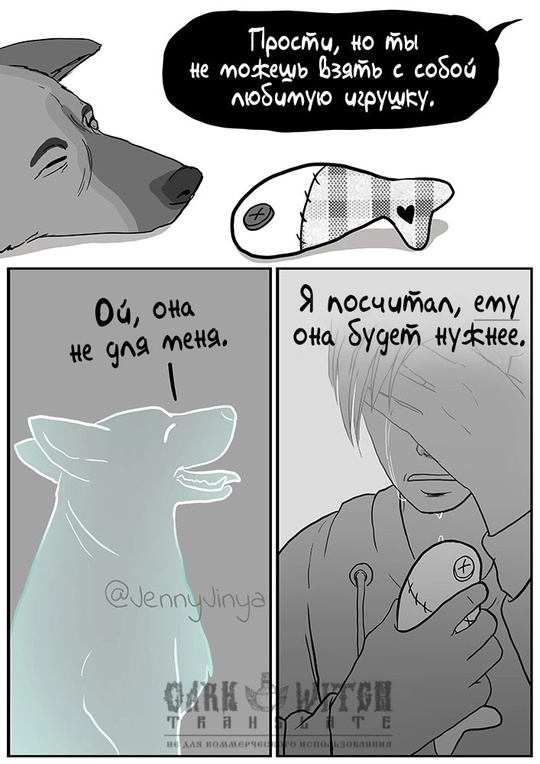 Прости, но ты
не можешь взять с собой
любимую игрушку.
Ой, она
не для меня.
Я посчитал, ему
она будет нужнее.
@JennyJinya
DARK WITCH
TRANSLATE
НЕ ДЛЯ КОММЕРЧЕСКОГО ИСПОЛЬЗОВАНИЯ